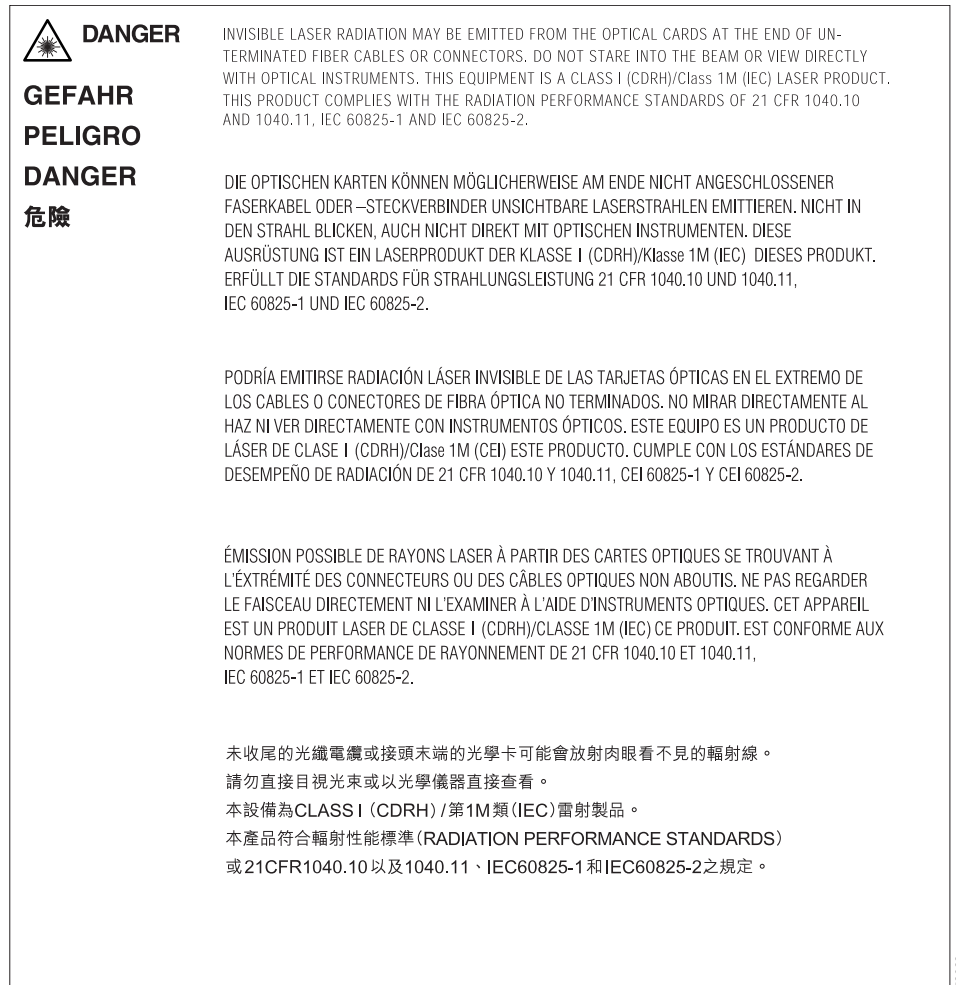 DANGER
GEFAHR
PELIGRO
DANGER
危險
INVISIBLE LASER RADIATION MAY BE EMITTED FROM THE OPTICAL CARDS AT THE END OF UN-
TERMINATED FIBER CABLES OR CONNECTORS. DO NOT STARE INTO THE BEAM OR VIEW DIRECTLY
WITH OPTICAL INSTRUMENTS. THIS EQUIPMENT IS A CLASS I (CDRH)/Class 1M (IEC) LASER PRODUCT.
THIS PRODUCT COMPLIES WITH THE RADIATION PERFORMANCE STANDARDS OF 21 CFR 1040.10
AND 1040.11, IEC 60825-1 AND IEC 60825-2.
DIE OPTISCHEN KARTEN KÖNNEN MÖGLICHERWEISE AM ENDE NICHT ANGESCHLOSSENER
FASERKABEL ODER –STECKVERBINDER UNSICHTBARE LASERSTRAHLEN EMITTIEREN. NICHT IN
DEN STRAHL BLICKEN, AUCH NICHT DIREKT MIT OPTISCHEN INSTRUMENTEN. DIESE
AUSRÜSTUNG IST EIN LASERPRODUKT DER KLASSE I (CDRH)/Klasse 1M (IEC) DIESES PRODUKT.
ERFÜLLT DIE STANDARDS FÜR STRAHLUNGSLEISTUNG 21 CFR 1040.10 UND 1040.11,
IEC 60825-1 UND IEC 60825-2.
PODRÍA EMITIRSE RADIACIÓN LÁSER INVISIBLE DE LAS TARJETAS ÓPTICAS EN EL EXTREMO DE
LOS CABLES O CONECTORES DE FIBRA ÓPTICA NO TERMINADOS. NO MIRAR DIRECTAMENTE AL
HAZ NI VER DIRECTAMENTE CON INSTRUMENTOS ÓPTICOS. ESTE EQUIPO ES UN PRODUCTO DE
LÁSER DE CLASE I (CDRH)/Clase 1M (CEI) ESTE PRODUCTO. CUMPLE CON LOS ESTÁNDARES DE
DESEMPEÑO DE RADIACIÓN DE 21 CFR 1040.10 Y 1040.11, CEI 60825-1 Y CEI 60825-2.
ÉMISSION POSSIBLE DE RAYONS LASER À PARTIR DES CARTES OPTIQUES SE TROUVANT À
L'ÉXTRÉMITÉ DES CONNECTEURS OU DES CÂBLES OPTIQUES NON ABOUTIS. NE PAS REGARDER
LE FAISCEAU DIRECTEMENT NI L'EXAMINER À L'AIDE D'INSTRUMENTS OPTIQUES. CET APPAREIL
EST UN PRODUIT LASER DE CLASSE I (CDRH)/CLASSE 1M (IEC) CE PRODUIT. EST CONFORME AUX
NORMES DE PERFORMANCE DE RAYONNEMENT DE 21 CFR 1040.10 ET 1040.11,
IEC 60825-1 ET IEC 60825-2.
未收尾的光纖電纜或接頭末端的光學卡可能會放射肉眼看不見的輻射線。
請勿直接目視光束或以光學儀器直接查看。
本設備為CLASS I (CDRH) /第1M類(IEC)雷射製品。
本產品符合輻射性能標準(RADIATION PERFORMANCE STANDARDS)
或21CFR1040.10以及1040.11、IEC60825-1和IEC60825-2之規定。